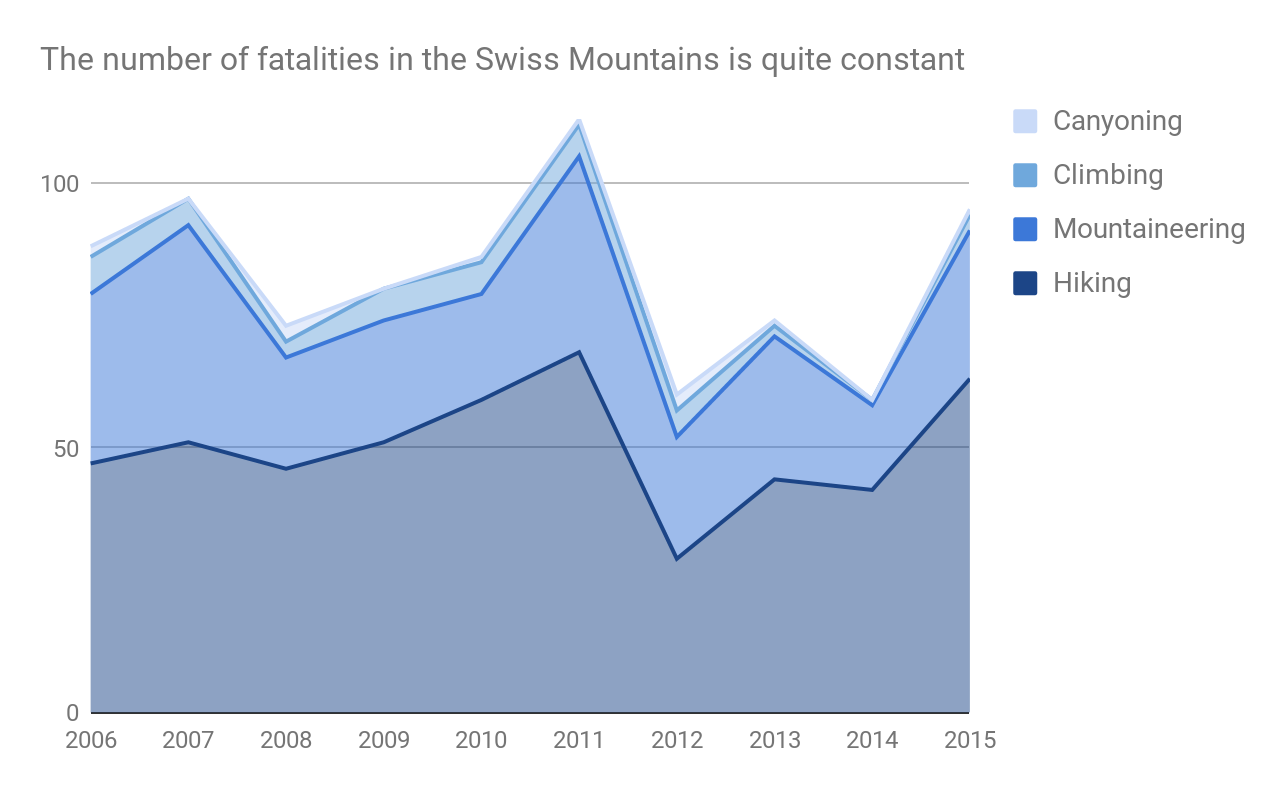 The number of fatalities in the Swiss Mountains is quite constant
Canyoning
Climbing
Mountaineering
Hiking
100
50
0
2006 2007 2008 2009 2010 2011 2012 2013 2014 2015